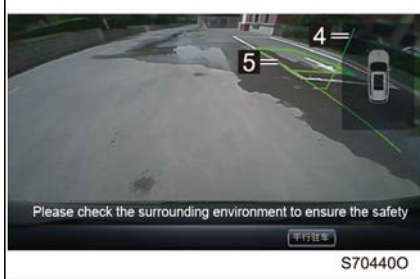 4
5
Please check the surrounding environment to ensure the safety
平行驻车
S70440O